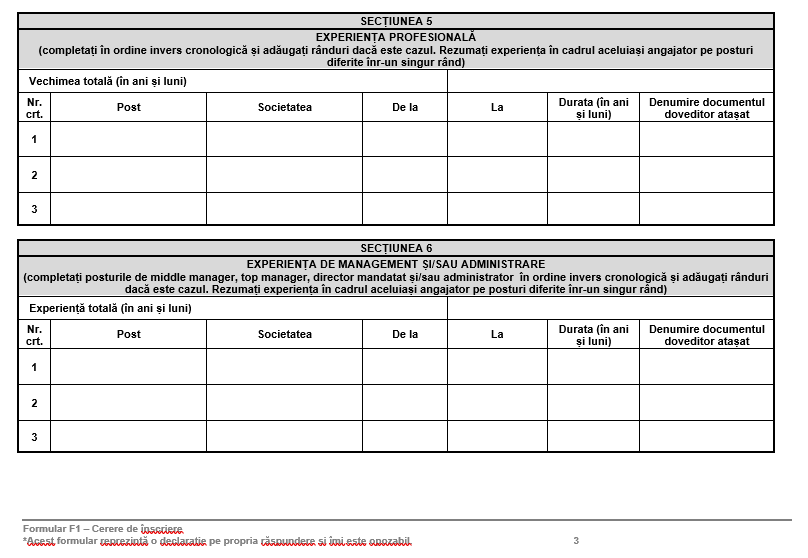 SECȚIUNEA 5
EXPERIENȚA PROFESIONALĂ
(completați în ordine invers cronologică și adăugați rânduri dacă este cazul. Rezumați experiența în cadrul aceluiași angajator pe posturi
diferite înr-un singur rând)
Vechimea totală (în ani și luni)
Nr. crt. Post Societatea De la La Durata (în ani și luni) Denumire documentul doveditor atașat
1
2
3
SECȚIUNEA 6
EXPERIENȚA DE MANAGEMENT ȘI/SAU ADMINISTRARE
(completați posturile de middle manager, top manager, director mandatat și/sau administrator în ordine invers cronologică și adăugați rânduri
dacă este cazul. Rezumați experiența în cadrul aceluiași angajator pe posturi diferite înr-un singur rând)
Experiență totală (în ani și luni)
Nr. crt. Post Societatea De la La Durata (în ani și luni) Denumire documentul doveditor atașat
1
2
3
Formular F1 – Cerere de înscriere
*Acest formular reprezintă o declarație pe propria răspundere și îmi este opozabil 3